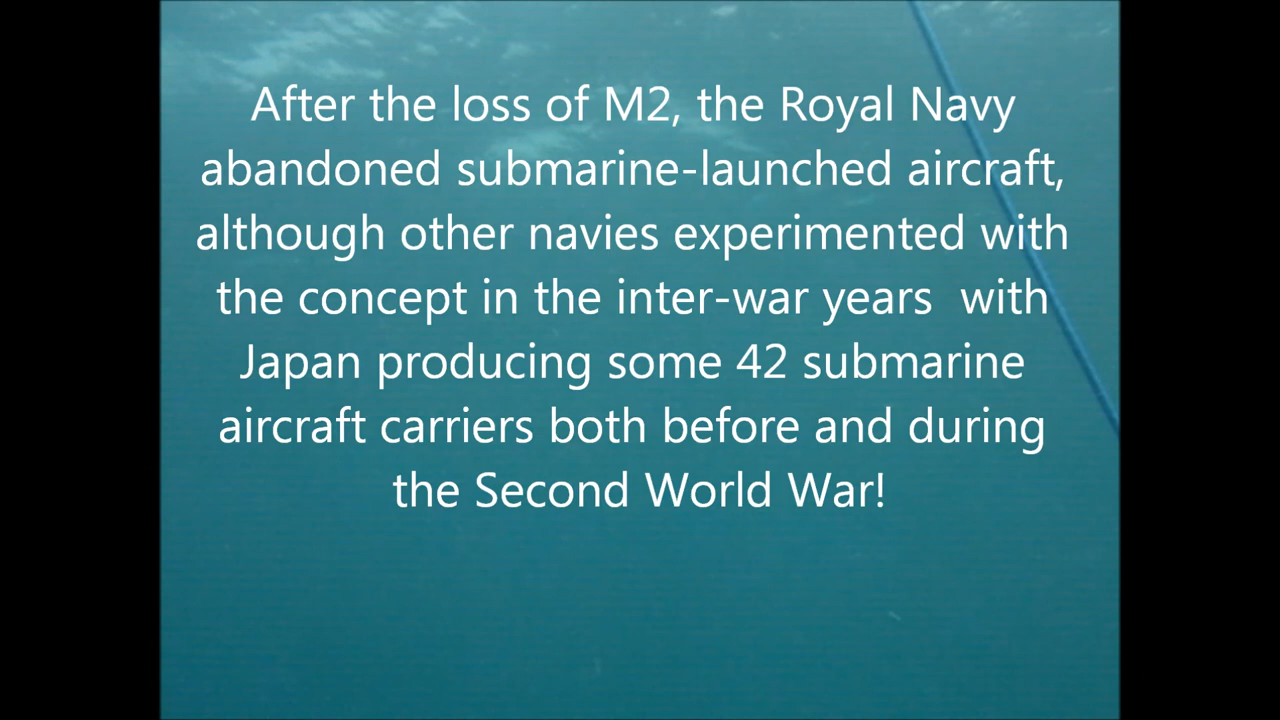 After the loss of M2, the Royal Navy
abandoned submarine-launched aircraft,
although other navies experimented with
the concept in the inter-war years  with
Japan producing some 42 submarine
aircraft carriers both before and during
the Second World War!